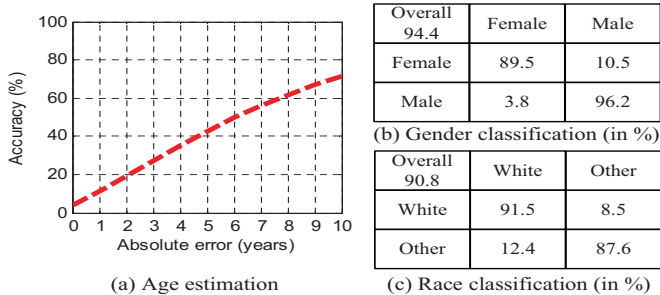 100
80
60
40
20
0
Accuracy (%)
0 1 2 3 4 5 6 7 8 9 10
Absolute error (years)
(a) Age estimation
Overall 94.4 Female Male
Female 89.5 10.5
Male 3.8 96.2
(b) Gender classification (in %)
Overall 90.8 White Other
White 91.5 8.5
Other 12.4 87.6
(c) Race classification (in %)